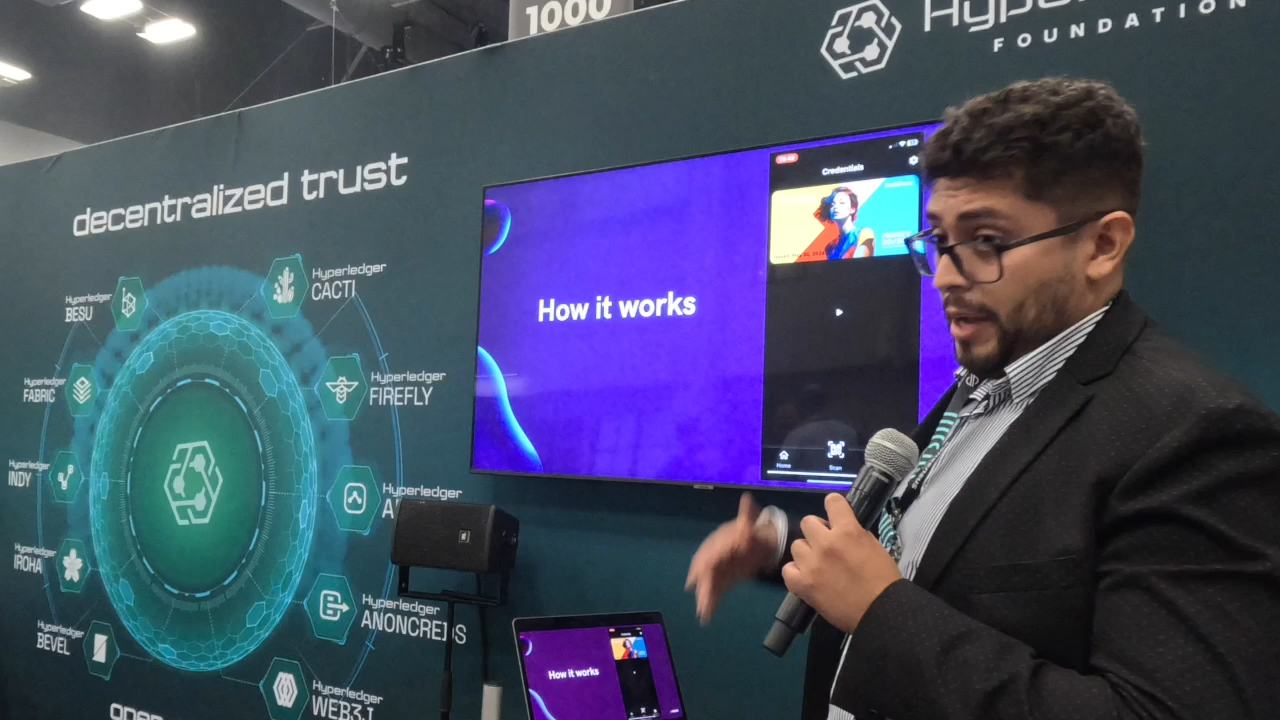 1000
FOUNDATION
decentralized trust
Hyperledger
CACTI
Hyperledger
BESU
Hyperledger
FIREFLY
Hyperledger
FABRIC
Hyperledger
INDY
Hyperledger
Hyperledger
IROHA
Hyperledger
ANONCREDS
Hyperledger
BEVEL
Hyperledger
How it works
Credentials
Home
Scan
How it works